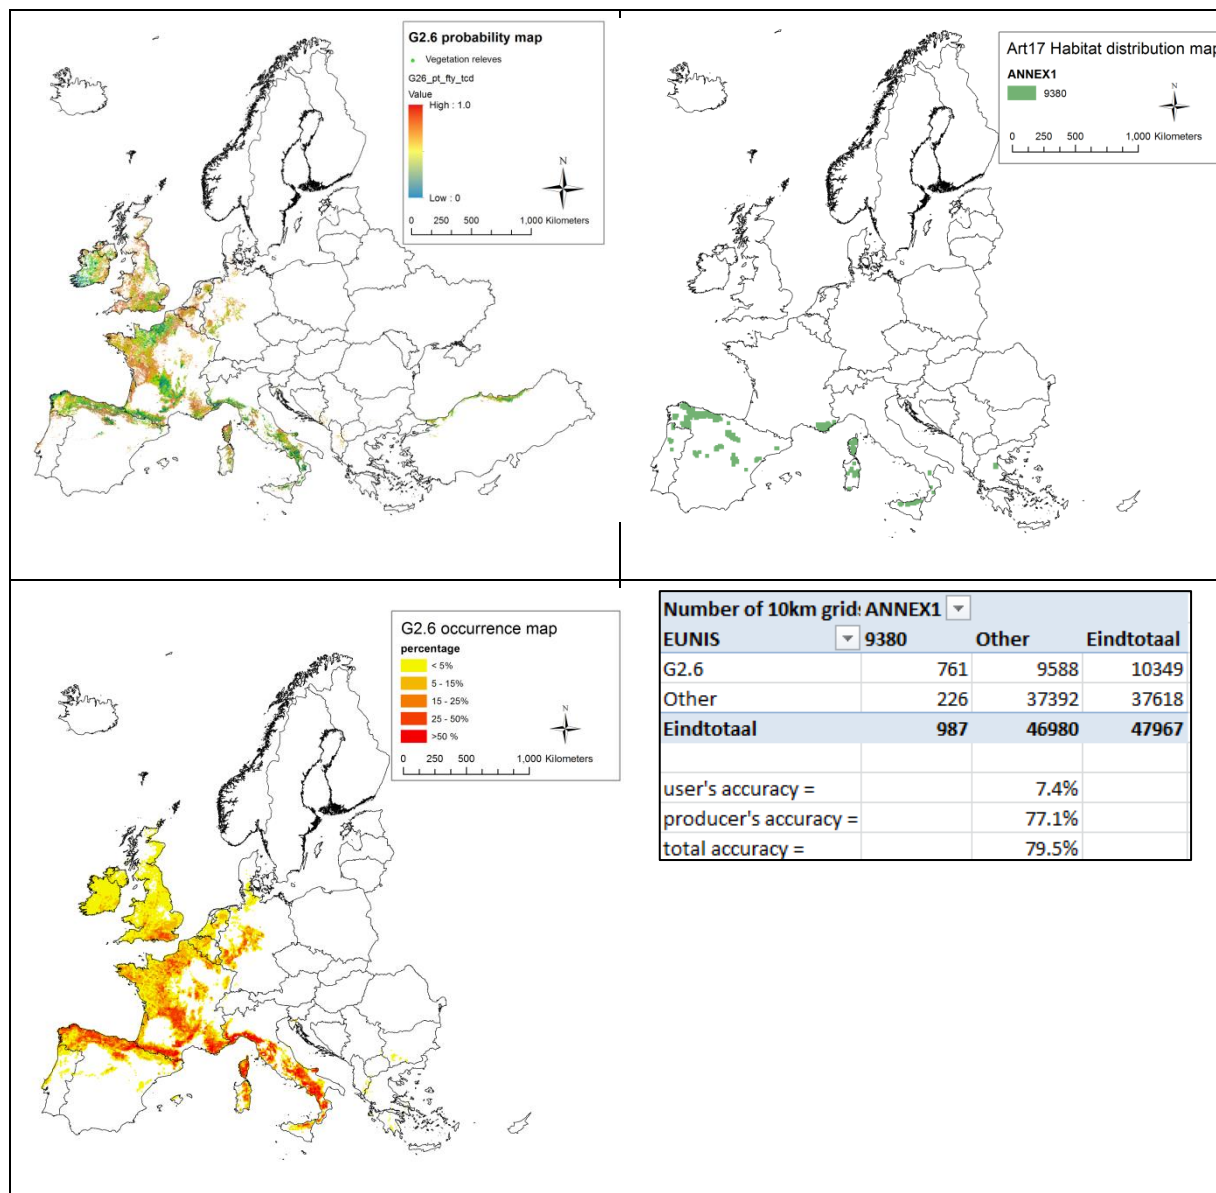 G2.6 probability map
Vegetation releves
G26_pt_fty_tcd
Value
High : 1.0
Low : 0
N
0 250 500 1,000 Kilometers
Art17 Habitat distribution map
ANNEX1
9380
N
0 250 500 1,000 Kilometers
G2.6 occurrence map
percentage
< 5%
5 - 15%
15 - 25%
25 - 50%
>50 %
N
0 250 500 1,000 Kilometers
Number of 10km grids ANNEX1
EUNIS 9380 Other Eindtotaal
G2.6 761 9588 10349
Other 226 37392 37618
Eindtotaal 987 46980 47967
user's accuracy = 7.4%
producer's accuracy = 77.1%
total accuracy = 79.5%